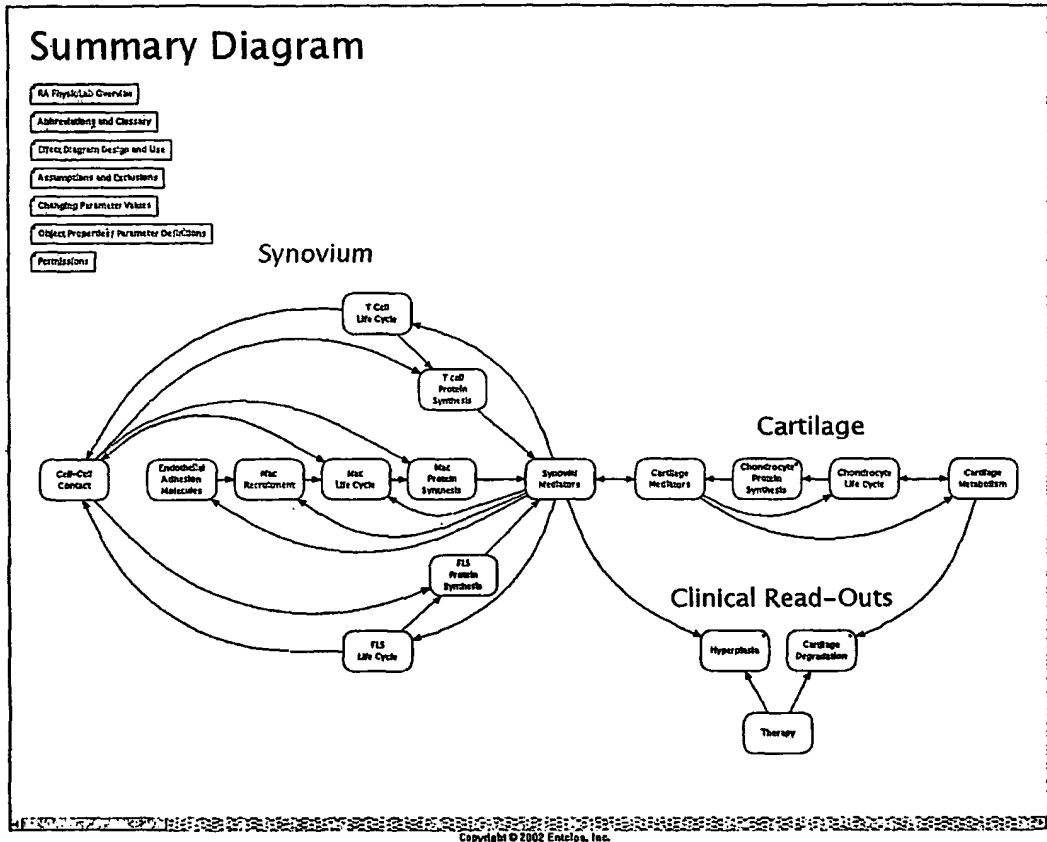 Summary Diagram
RA PhysioLab Overview
Abbreviations and Glossary
Effect Diagram Design and Use
Assumptions and Exclusions
Changing Parameter Values
Object Properties / Parameter Definitions
Permissions
Synovium
T Cell
Life Cycle
T cell
Protein
Synthesis
Cartilage
Cell-Cell
Contact
Endothelial
Adhesion
Molecules
Mac
Recruitment
Mac
Life Cycle
Mac
Protein
Synthesis
Synovial
Mediators
Cartilage
Mediators
Chondrocyte
Protein
Synthesis
Chondrocyte
Life Cycle
Cartilage
Metabolism
FLS
Protein
Synthesis
Clinical Read-Outs
FLS
Life Cycle
Hyperplasia
Cartilage
Degradation
Therapy
Copyright © 2002 Entelos, Inc.